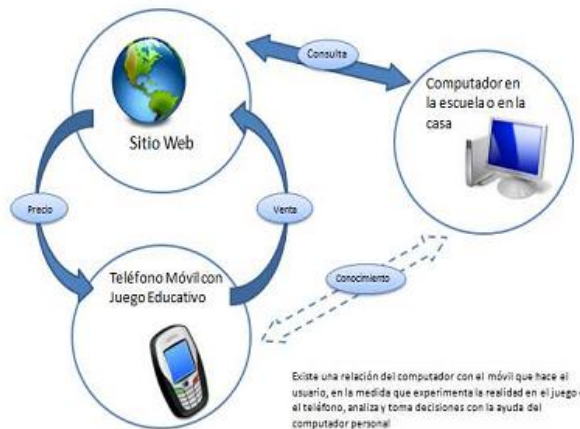 Consulta
Computador en
la escuela o en la
casa
Sitio Web
Precio
Venta
Teléfono Móvil con
Juego Educativo
Conocimiento
Existe una relación del computador con el móvil que hace el
usuario, en la medida que experimenta la realidad en el juego
el teléfono, analiza y toma decisiones con la ayuda del
computador personal